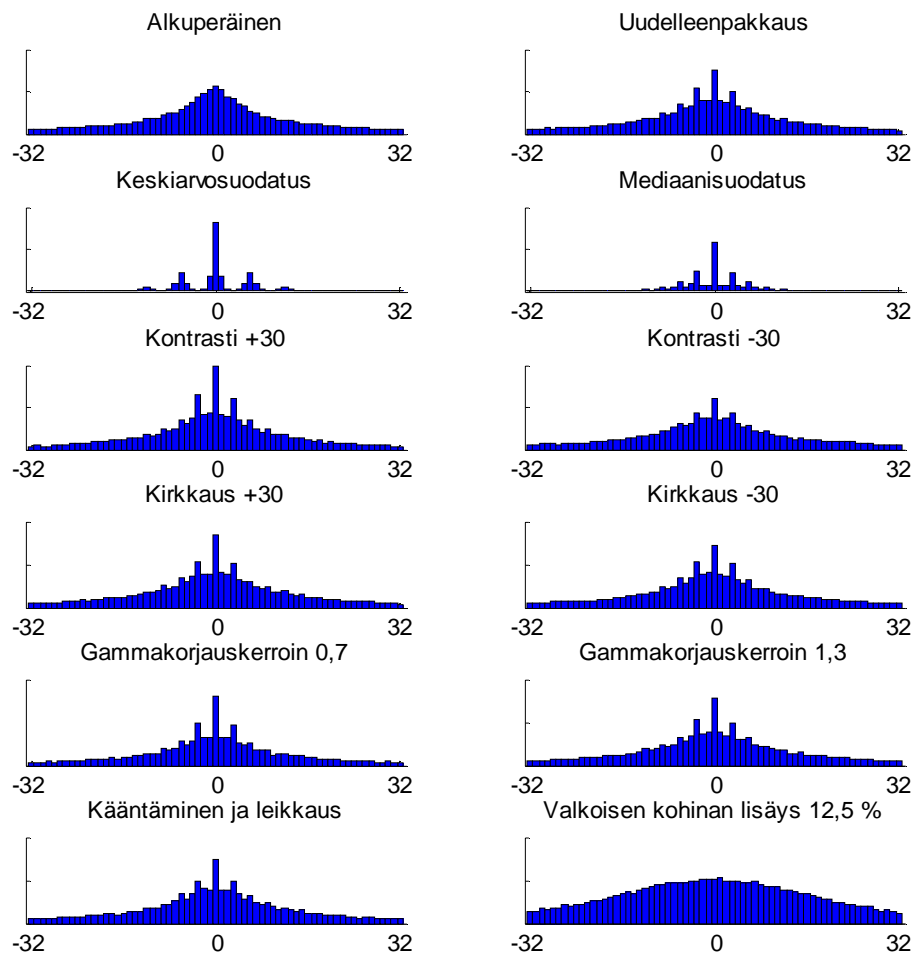 Alkuperäinen Uudelleenpakkaus
-32 0 32 -32 0 32
Keskiarvosuodatus Mediaanisuodatus
-32 0 32 -32 0 32
Kontrasti +30 Kontrasti -30
-32 0 32 -32 0 32
Kirkkaus +30 Kirkkaus -30
-32 0 32 -32 0 32
Gammakorjauskerroin 0,7 Gammakorjauskerroin 1,3
-32 0 32 -32 0 32
Kääntäminen ja leikkaus Valkoisen kohinan lisäys 12,5 %
-32 0 32 -32 0 32